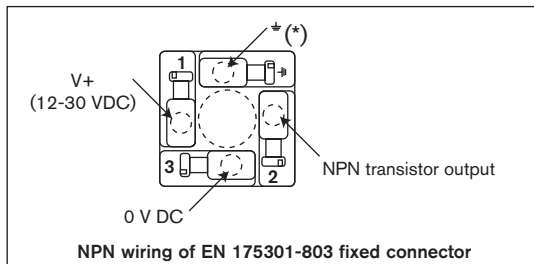 ⏚ (*)
1
V+
(12-30 VDC)
3
2
NPN transistor output
0 V DC
NPN wiring of EN 175301-803 fixed connector